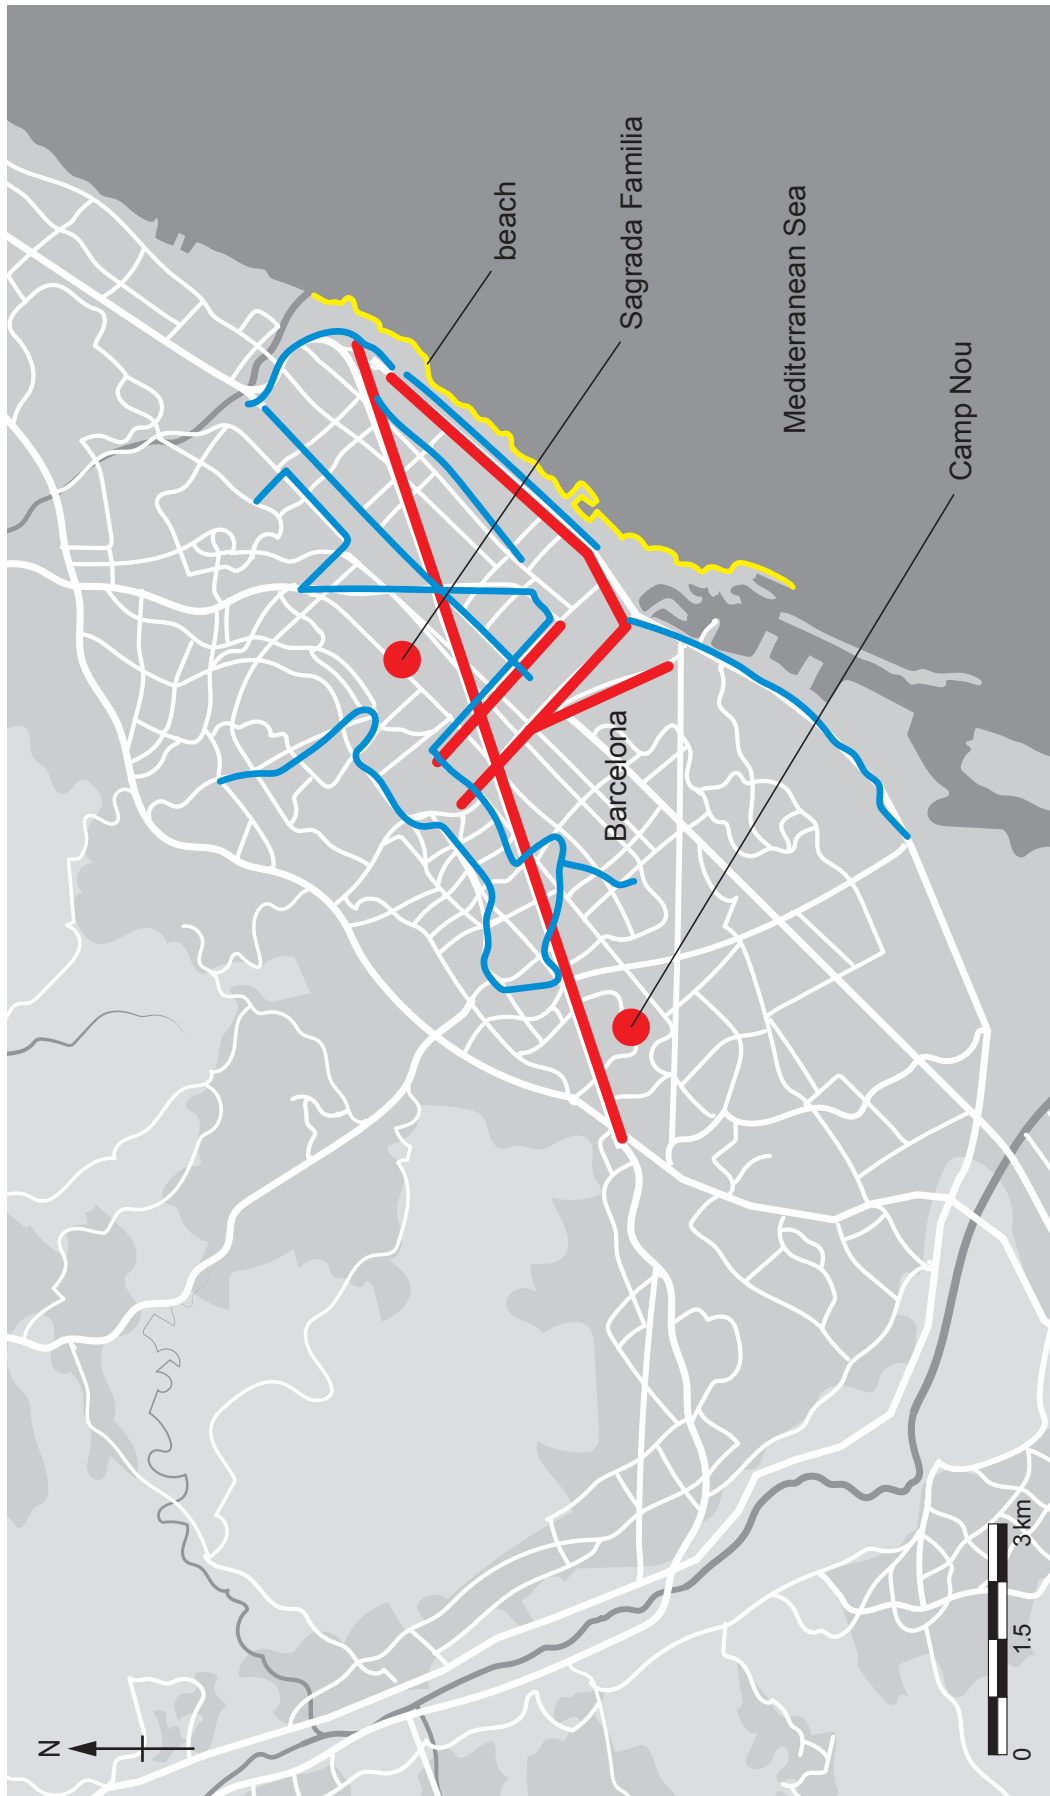 N
beach
Sagrada Familia
Mediterranean Sea
Camp Nou
Barcelona
0 1.5 3 km